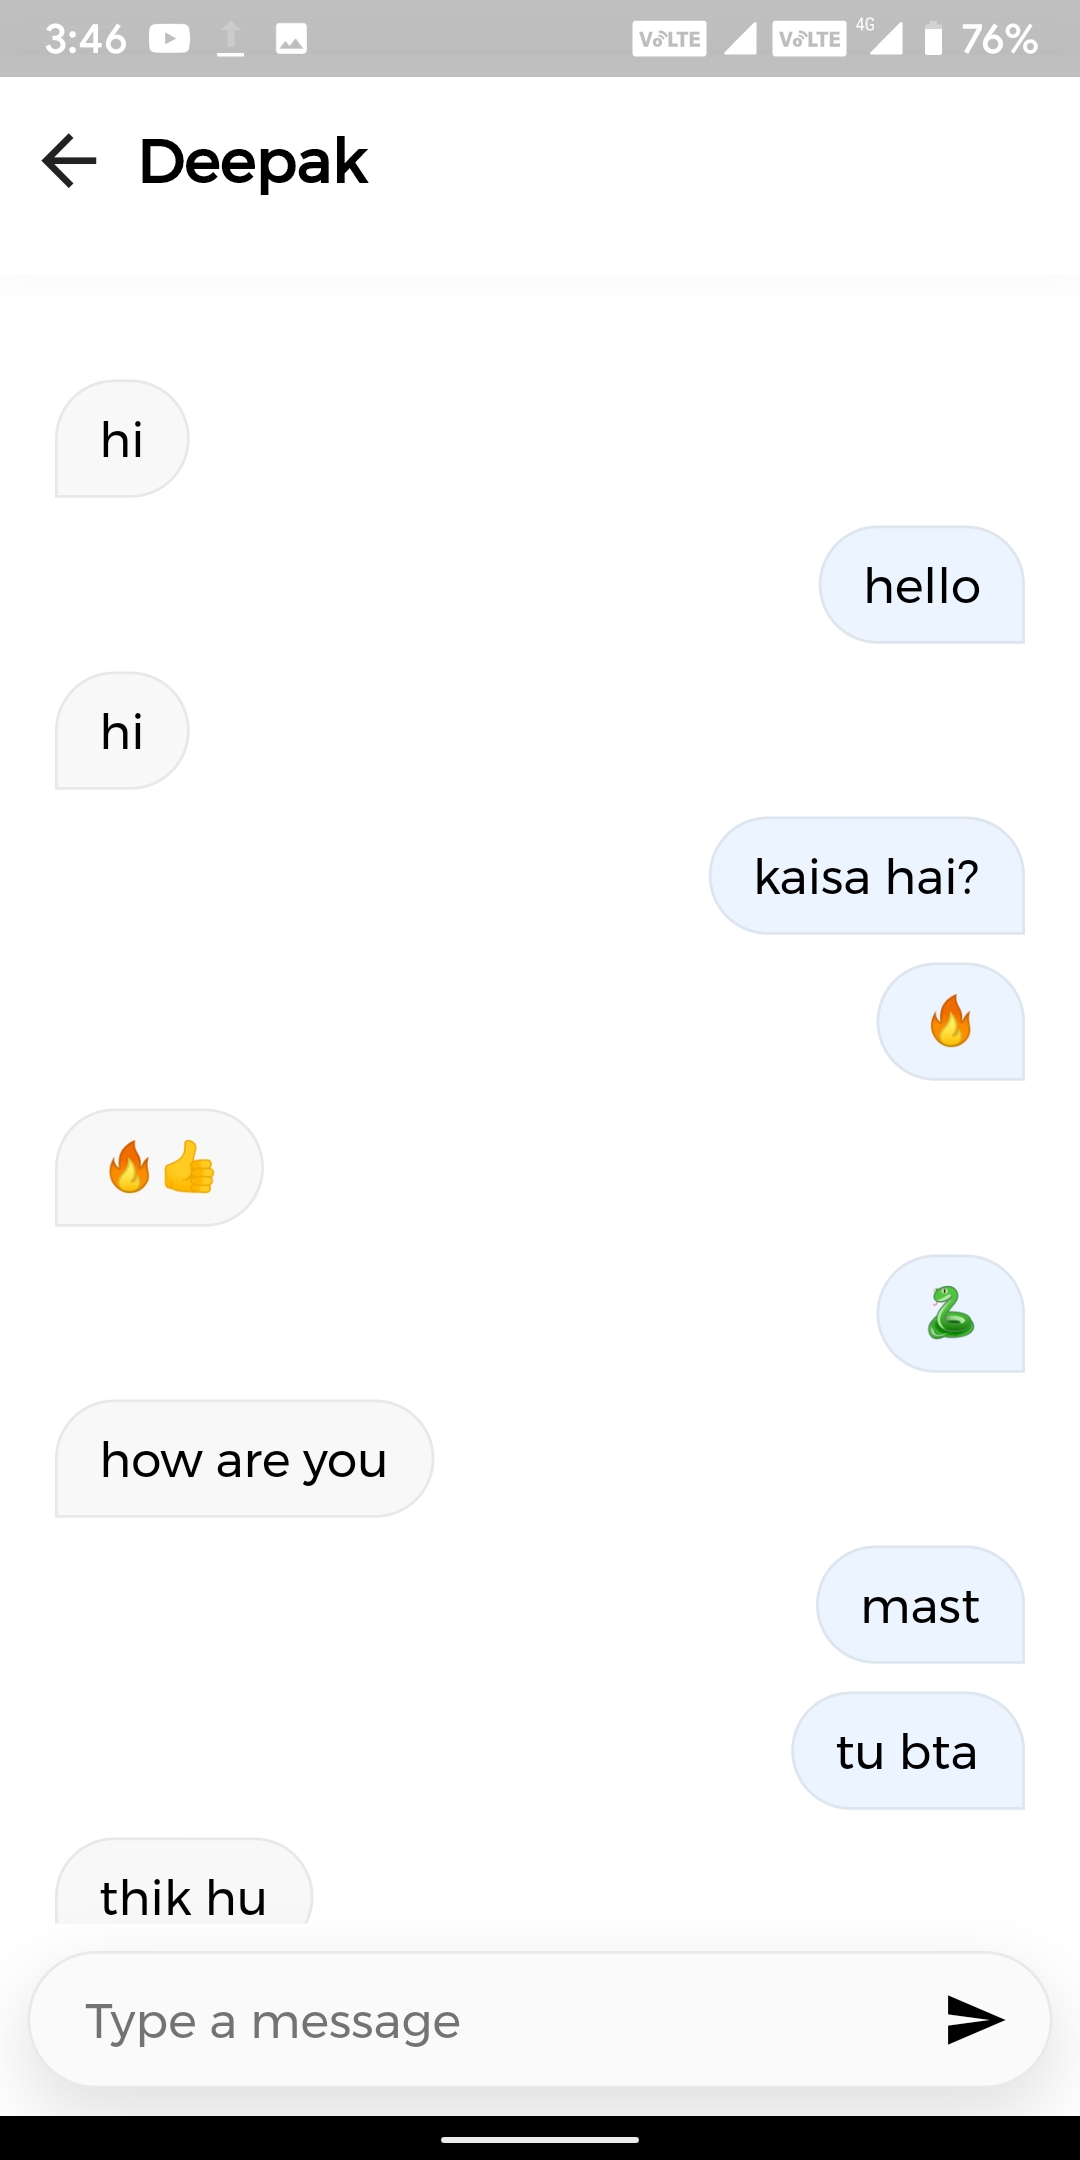 3:46 VoLTE VoLTE 4G 76%
Deepak
hi
hello
hi
kaisa hai?
🔥
🔥👍
🐍
how are you
mast
tu bta
thik hu
Type a message